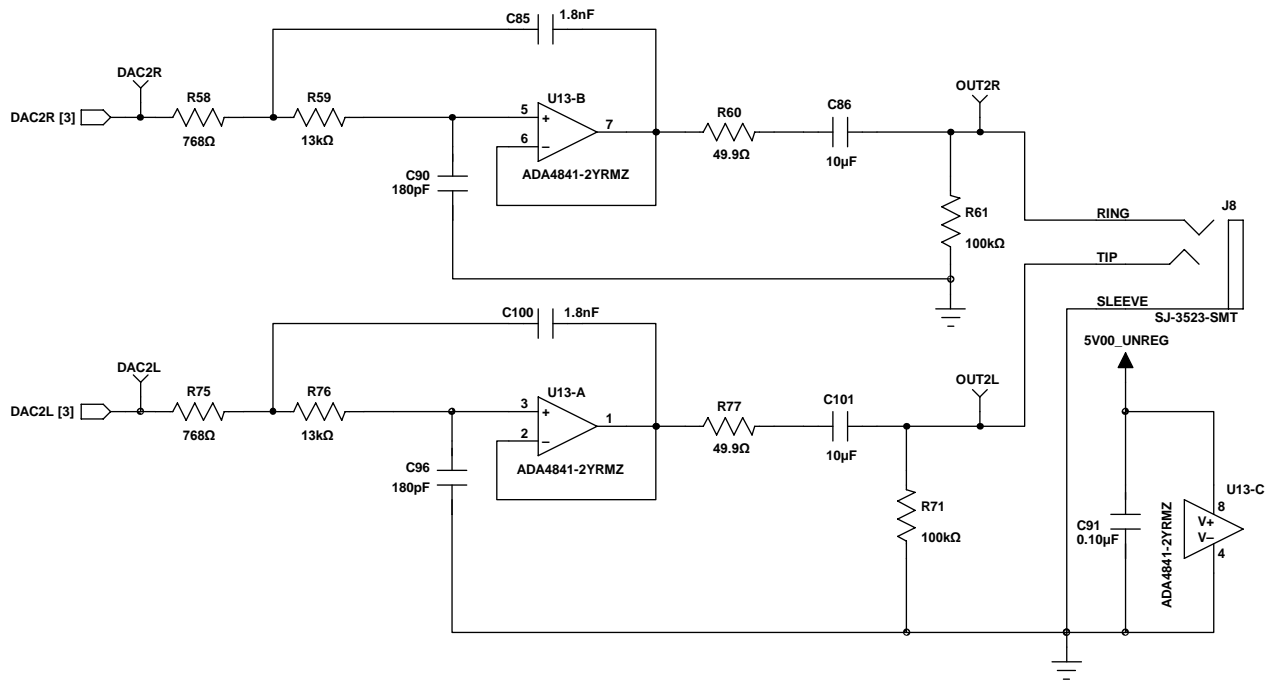 C85
1.8nF
DAC2R
DAC2R [3]
R58
768Ω
R59
13kΩ
5
6
7
+
–
U13-B
ADA4841-2YRMZ
C90
180pF
R60
49.9Ω
C86
10µF
OUT2R
R61
100kΩ
RING
TIP
SLEEVE
J8
SJ-3523-SMT
C100
1.8nF
DAC2L
DAC2L [3]
R75
768Ω
R76
13kΩ
3
2
1
+
–
U13-A
ADA4841-2YRMZ
C96
180pF
R77
49.9Ω
C101
10µF
OUT2L
R71
100kΩ
5V00_UNREG
C91
0.10µF
ADA4841-2YRMZ
U13-C
8
V+
V–
4